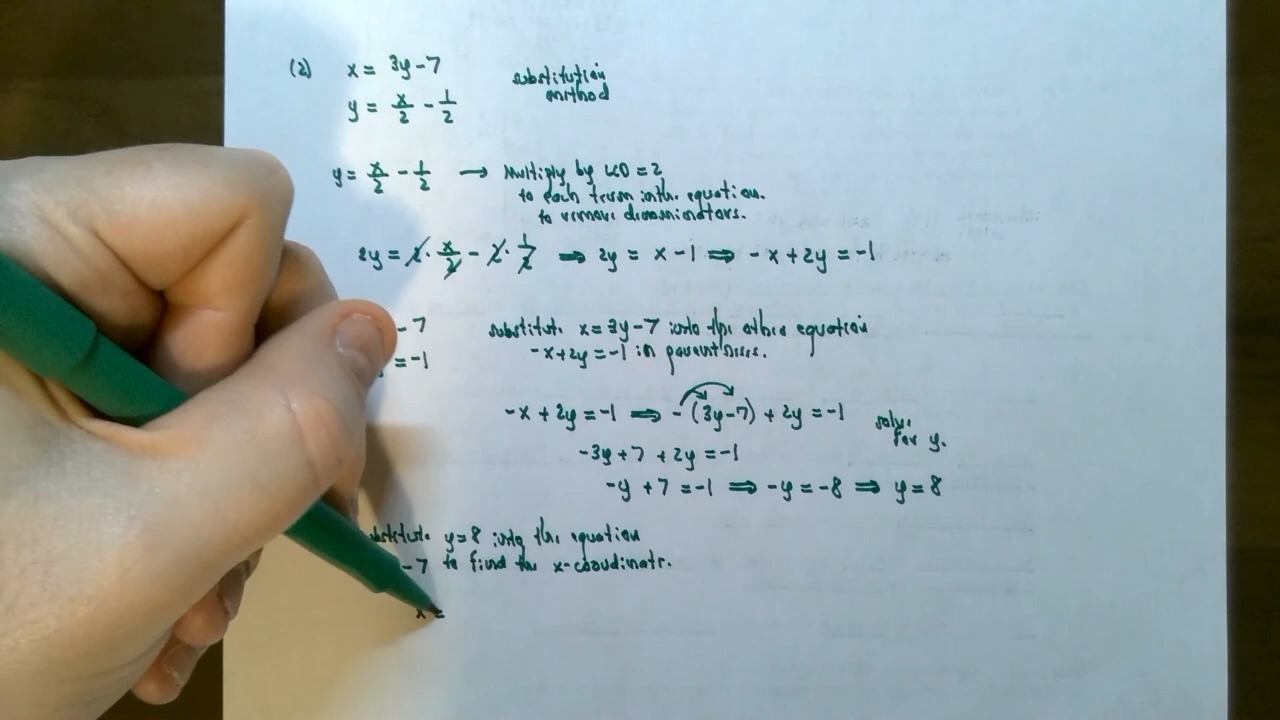 (2) x = 3y - 7
substitution
method
y = x/2 - 1/2
y = x/2 - 1/2 → Multiply by LCD = 2
to each term in the equation.
to remove denominators.
2y = 2 · x/2 - 2 · 1/2 ⇒ 2y = x - 1 ⇒ -x + 2y = -1
- 7 substitute x = 3y - 7 into the other equation
= -1 -x + 2y = -1 in parentheses.
-x + 2y = -1 ⇒ -(3y - 7) + 2y = -1 solve
for y.
-3y + 7 + 2y = -1
-y + 7 = -1 ⇒ -y = -8 ⇒ y = 8
y = 8 into the equation
- 7 to find the x-coordinate.
x =